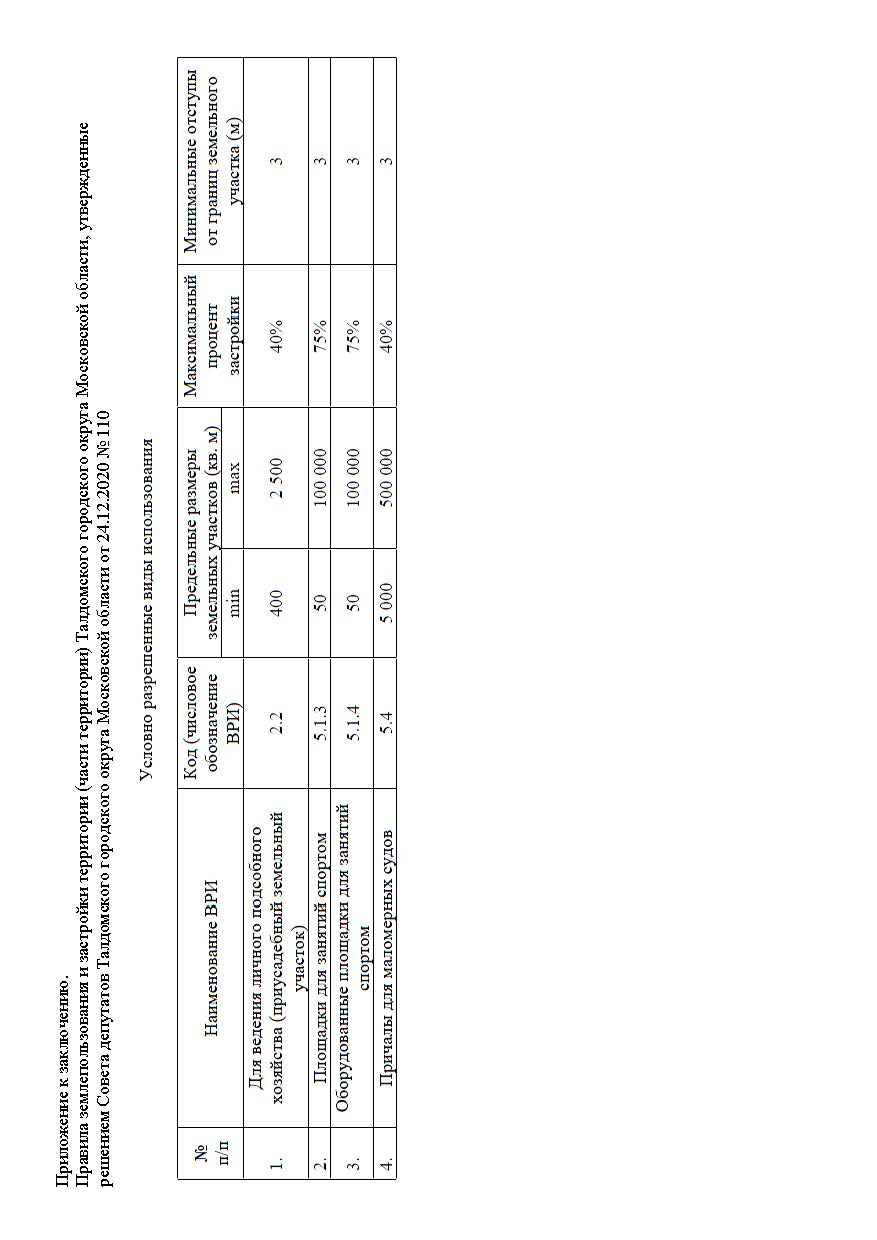 Приложение к заключению.
Правила землепользования и застройки территории (части территории) Талдомского городского округа Московской области, утвержденные
решением Совета депутатов Талдомского городского округа Московской области от 24.12.2020 № 110
Условно разрешенные виды использования
№
п/п
Наименование ВРИ
Код (числовое
обозначение
ВРИ)
Предельные размеры
земельных участков (кв. м)
min
max
Максимальный
процент
застройки
Минимальные отступы
от границ земельного
участка (м)
1.
Для ведения личного подсобного
хозяйства (приусадебный земельный
участок)
2.2
400
2 500
40%
3
2.
Площадки для занятий спортом
5.1.3
50
100 000
75%
3
3.
Оборудованные площадки для занятий
спортом
5.1.4
50
100 000
75%
3
4.
Причалы для маломерных судов
5.4
5 000
500 000
40%
3